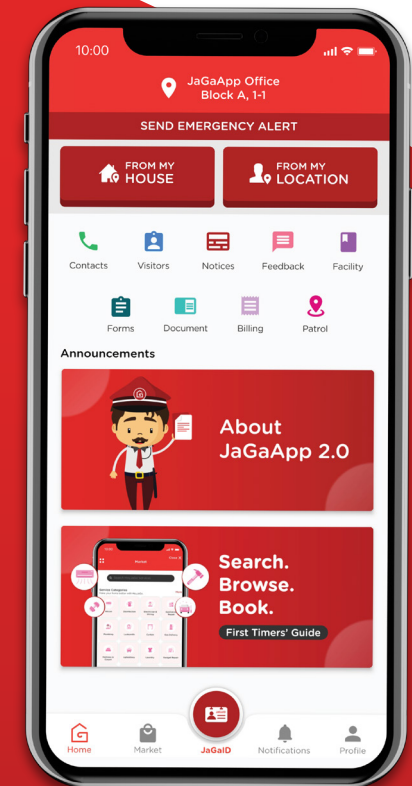 10:00
JaGaApp Office
Block A, 1-1
SEND EMERGENCY ALERT
FROM MY
HOUSE
FROM MY
LOCATION
Contacts
Visitors
Notices
Feedback
Facility
Forms
Document
Billing
Patrol
Announcements
About
JaGaApp 2.0
Search.
Browse.
Book.
First Timers' Guide
Home
Market
JaGaID
Notifications
Profile